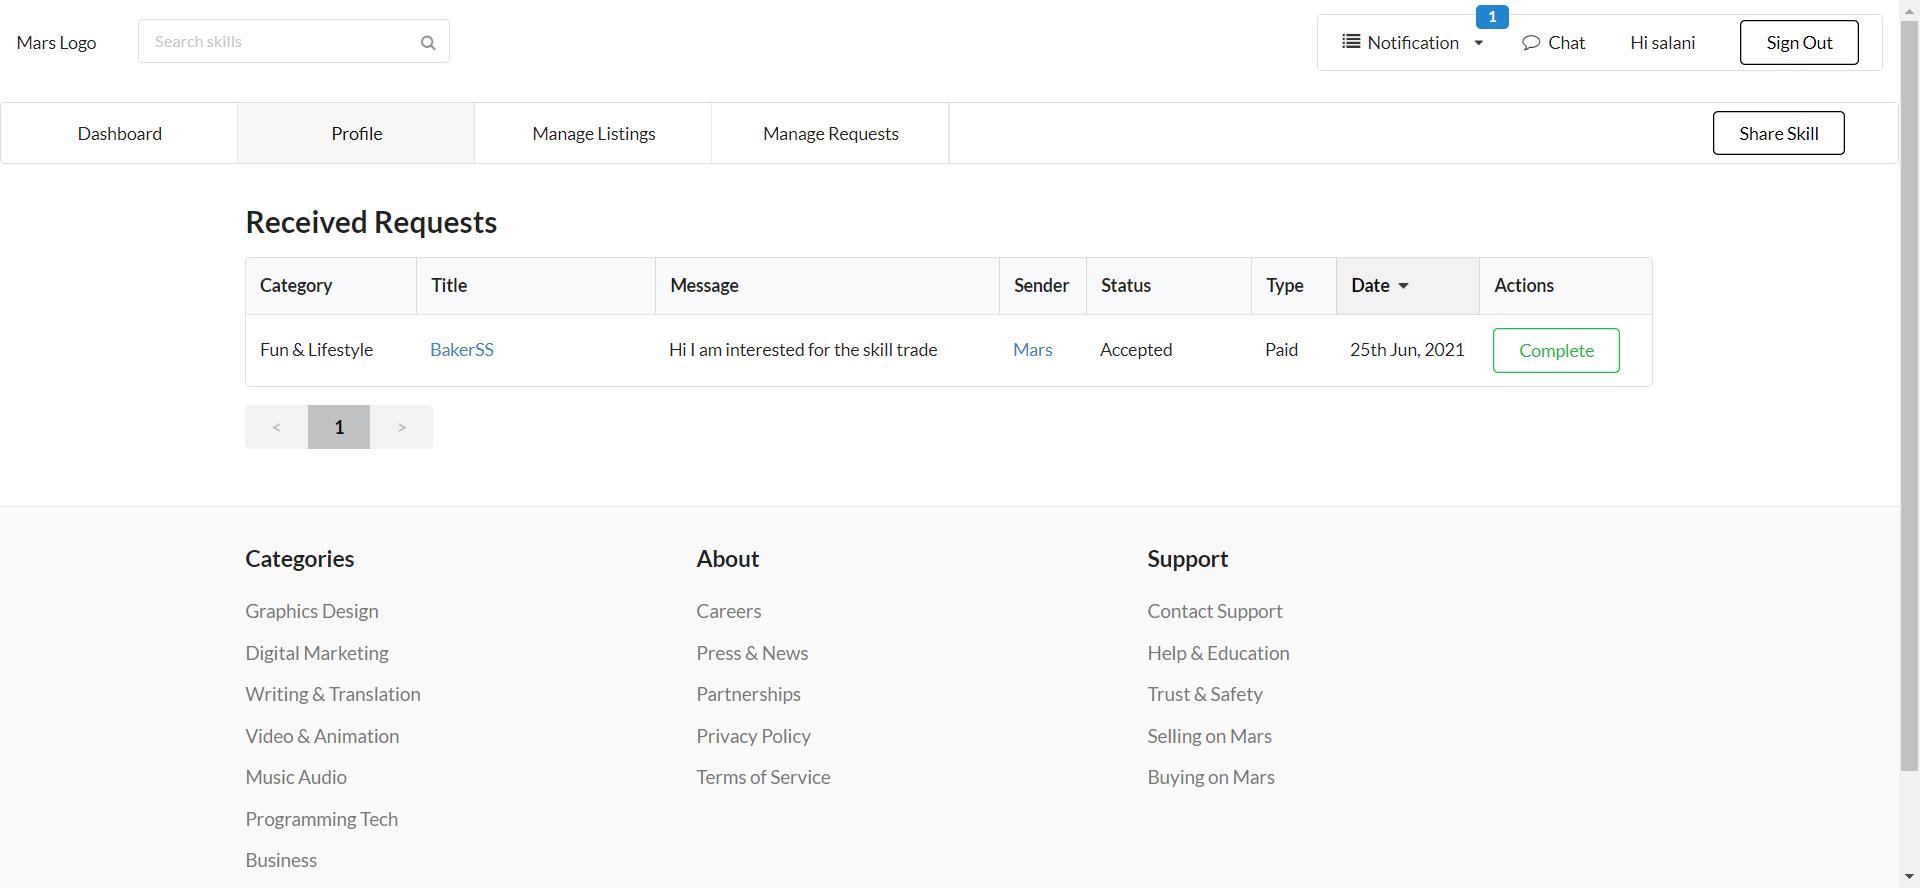 Mars Logo
Search skills
1
Notification
Chat
Hi salani
Sign Out
Dashboard
Profile
Manage Listings
Manage Requests
Share Skill
Received Requests
Category Title Message Sender Status Type Date Actions
Fun & Lifestyle BakerSS Hi I am interested for the skill trade Mars Accepted Paid 25th Jun, 2021 Complete
< 1 >
Categories
Graphics Design
Digital Marketing
Writing & Translation
Video & Animation
Music Audio
Programming Tech
Business
About
Careers
Press & News
Partnerships
Privacy Policy
Terms of Service
Support
Contact Support
Help & Education
Trust & Safety
Selling on Mars
Buying on Mars